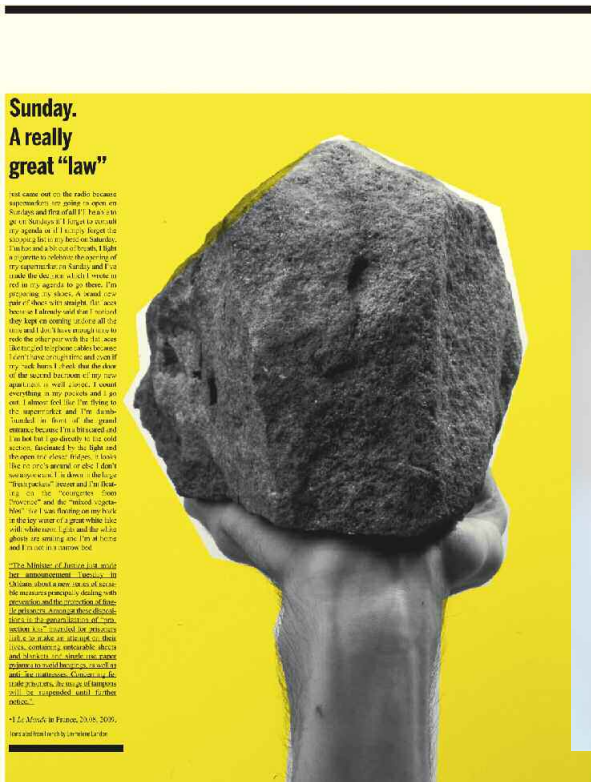 Sunday.
A really
great “law”
just came out on the radio because
supermarkets are going to open on
Sundays and first of all I’ll be able to
go on Sundays if I forget to consult
my agenda or if I simply forget the
shopping list in my head on Saturday.
I’m hot and a bit out of breath, I light
a cigarette to celebrate the opening of
my supermarket on Sunday and I’ve
made the decision which I wrote in
red in my agenda to go there. I’m
preparing my shoes. A brand new
pair of shoes with straight, flat laces
because I already said that I noticed
they kept on coming undone all the
time and I don’t have enough time to
redo the other pair with the flat laces
like tangled telephone cables because
I don’t have enough time and even if
my back hurts I check that the door
of the second bedroom of my new
apartment is well closed. I count
everything in my pockets and I go
out. I almost feel like I’m flying to
the supermarket and I’m dumb-
founded in front of the grand
entrance because I’m a bit scared and
I’m hot but I go directly to the cold
section, fascinated by the light and
the open and closed fridges. It looks
like no one’s around or else I don’t
see anyone. I lie down in the large
“fresh packets” freezer and I’m float-
ing on the “courgettes from
Provence” and the “mixed vegeta-
bles” like I was floating on my back
in the icy water of a great white lake
with white neon lights and the white
ghosts are smiling and I’m at home
and I’m not in a narrow bed
“The Minister of Justice just made
her announcement Tuesday in
Orléans about a new series of sensi-
ble measures principally dealing with
prevention and the protection of frag-
ile prisoners. Amongst these disposi-
tions is the generalization of “pro-
tection kits” intended for prisoners
liable to make an attempt on their
lives, containing untearable sheets
and blankets and single use paper
pyjamas to avoid hangings, as well as
anti fire mattresses. Concerning fe-
male prisoners, the usage of tampons
will be suspended until further
notice.”
•1 Le Monde in France, 20.08. 2009.
Translated from French by